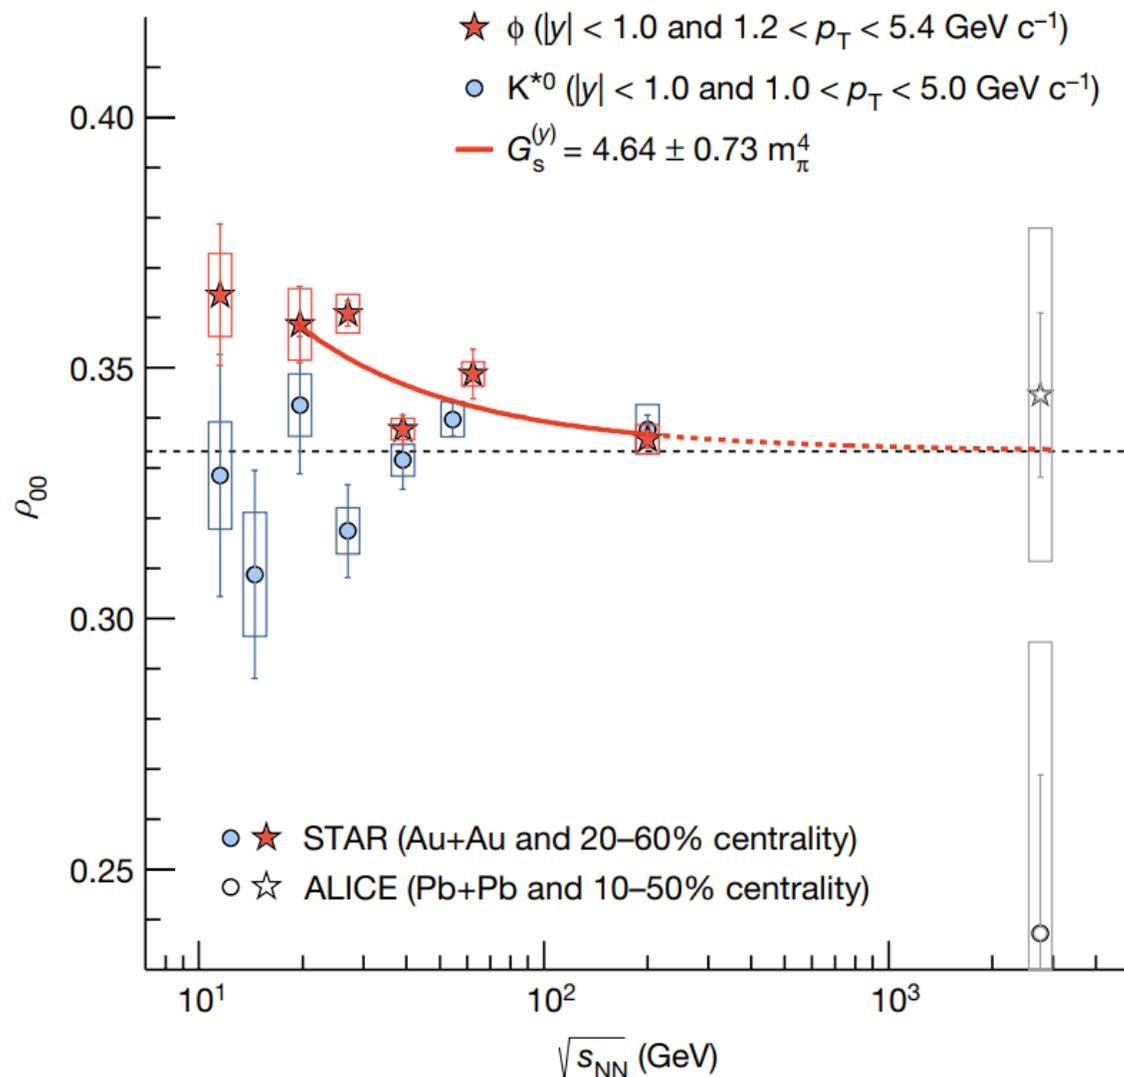 ϕ (|y| < 1.0 and 1.2 < pT < 5.4 GeV c–1)
K*0 (|y| < 1.0 and 1.0 < pT < 5.0 GeV c–1)
Gs(y) = 4.64 ± 0.73 mπ4
0.40
0.35
0.30
0.25
ρ00
STAR (Au+Au and 20–60% centrality)
ALICE (Pb+Pb and 10–50% centrality)
101 102 103
√sNN (GeV)